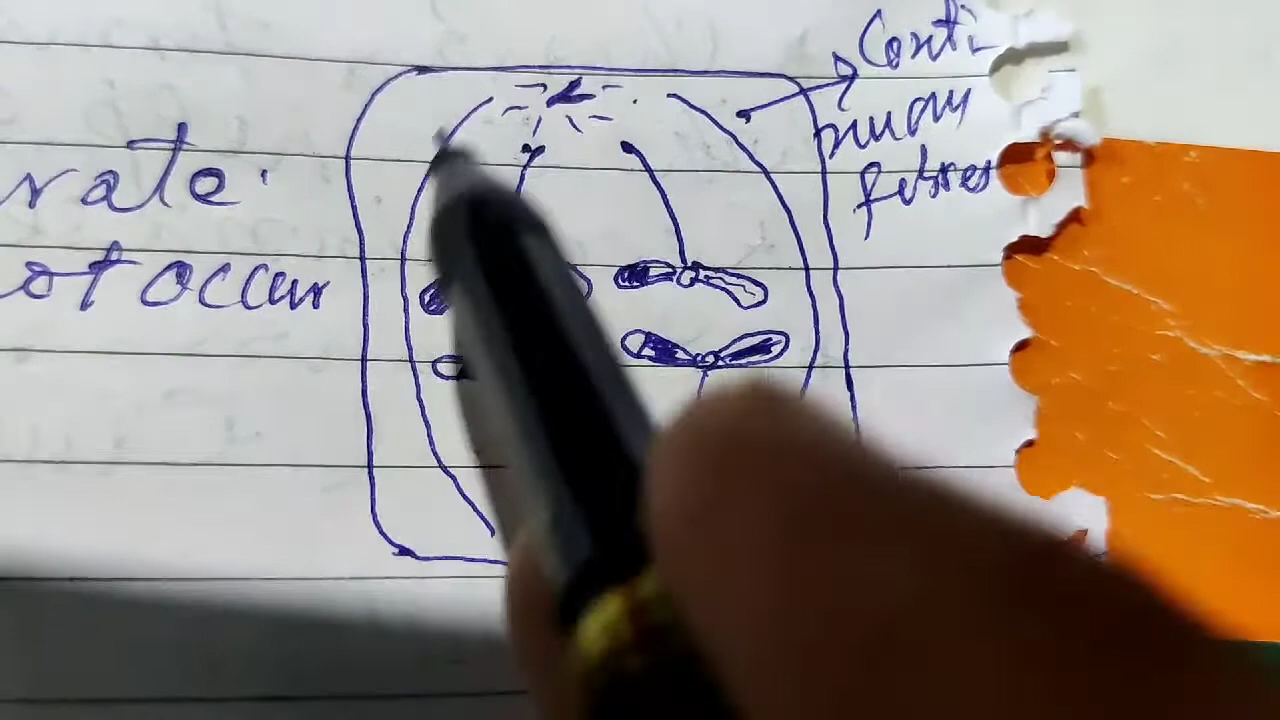 Conti-
nuous
fibres
rate.
ot occur